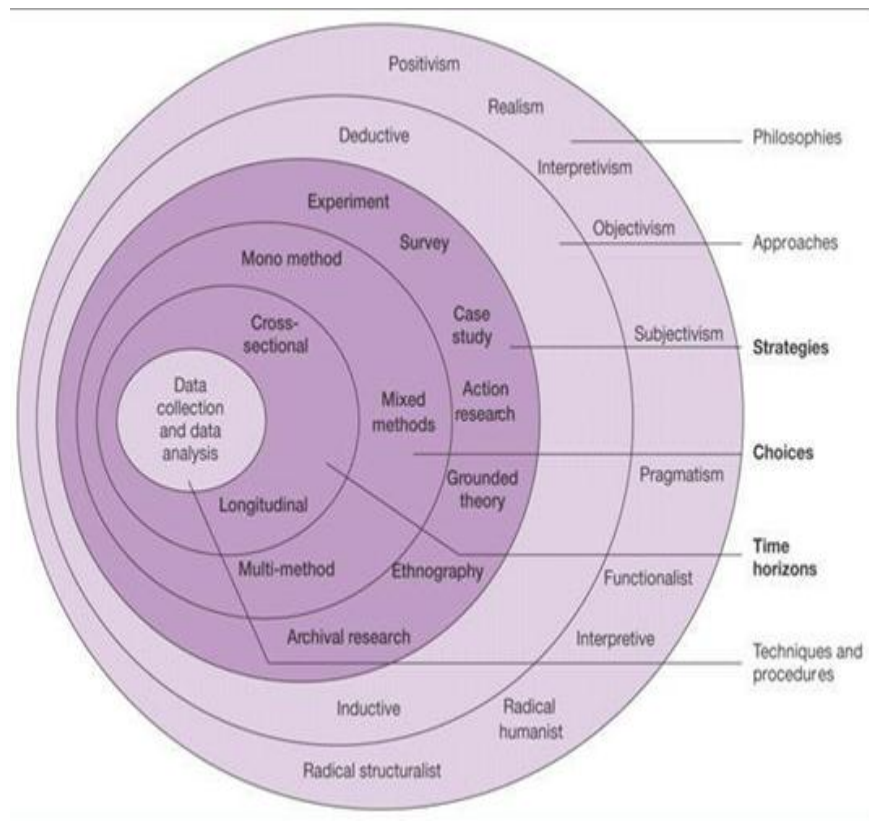 Positivism
Realism
Philosophies
Deductive
Interpretivism
Experiment
Objectivism
Approaches
Survey
Mono method
Cross-
sectional
Case
study
Subjectivism
Strategies
Data
collection
and data
analysis
Mixed
methods
Action
research
Choices
Grounded
theory
Pragmatism
Longitudinal
Time
horizons
Multi-method
Ethnography
Functionalist
Archival research
Interpretive
Techniques and
procedures
Inductive
Radical
humanist
Radical structuralist